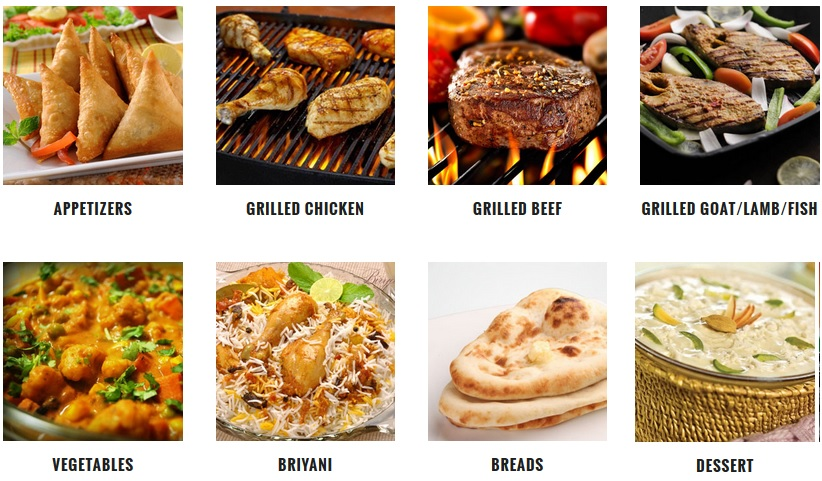 APPETIZERS
GRILLED CHICKEN
GRILLED BEEF
GRILLED GOAT/LAMB/FISH
VEGETABLES
BRIYANI
BREADS
DESSERT